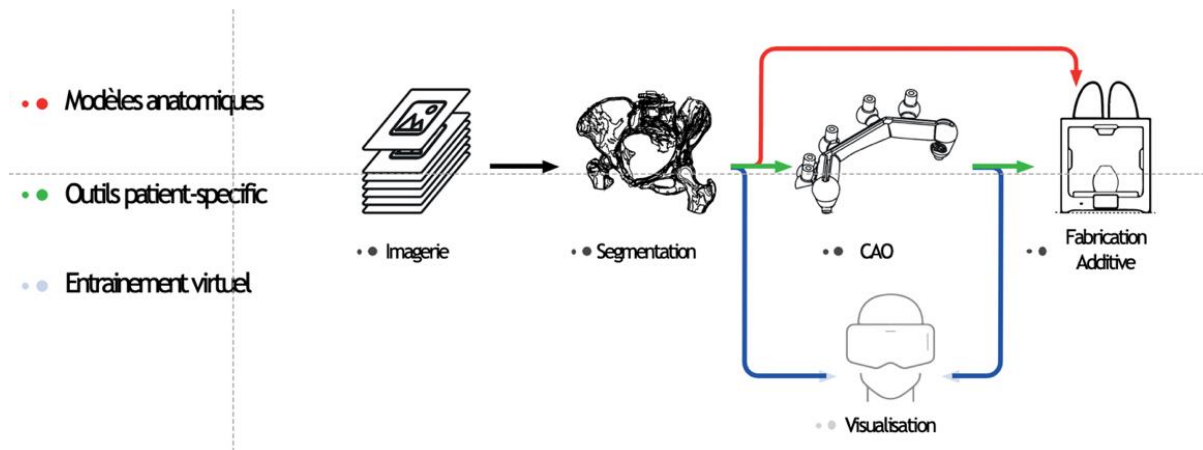 Modèles anatomiques
Outils patient-specific
Entrainement virtuel
Imagerie
Segmentation
CAO
Fabrication
Additive
Visualisation